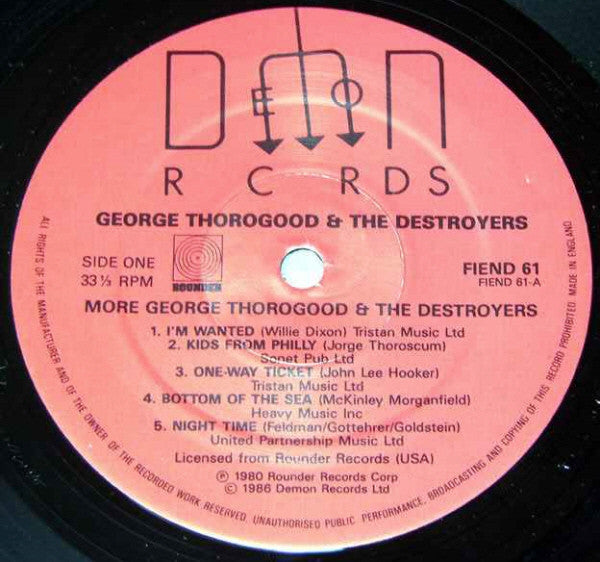 DEMON
R C RDS
GEORGE THOROGOOD & THE DESTROYERS
SIDE ONE
33 ⅓ RPM
ROUNDER
FIEND 61
FIEND 61-A
MORE GEORGE THOROGOOD & THE DESTROYERS
1. I'M WANTED (Willie Dixon) Tristan Music Ltd
2. KIDS FROM PHILLY (Jorge Thoroscum)
Sonet Pub Ltd
3. ONE-WAY TICKET (John Lee Hooker)
Tristan Music Ltd
4. BOTTOM OF THE SEA (McKinley Morganfield)
Heavy Music Inc
5. NIGHT TIME (Feldman/Gottehrer/Goldstein)
United Partnership Music Ltd
Licensed from Rounder Records (USA)
℗ 1980 Rounder Records Corp
© 1986 Demon Records Ltd
ALL RIGHTS OF THE MANUFACTURER AND OF THE OWNER OF THE RECORDED WORK RESERVED. UNAUTHORISED PUBLIC PERFORMANCE, BROADCASTING AND COPYING OF THIS RECORD PROHIBITED. MADE IN ENGLAND